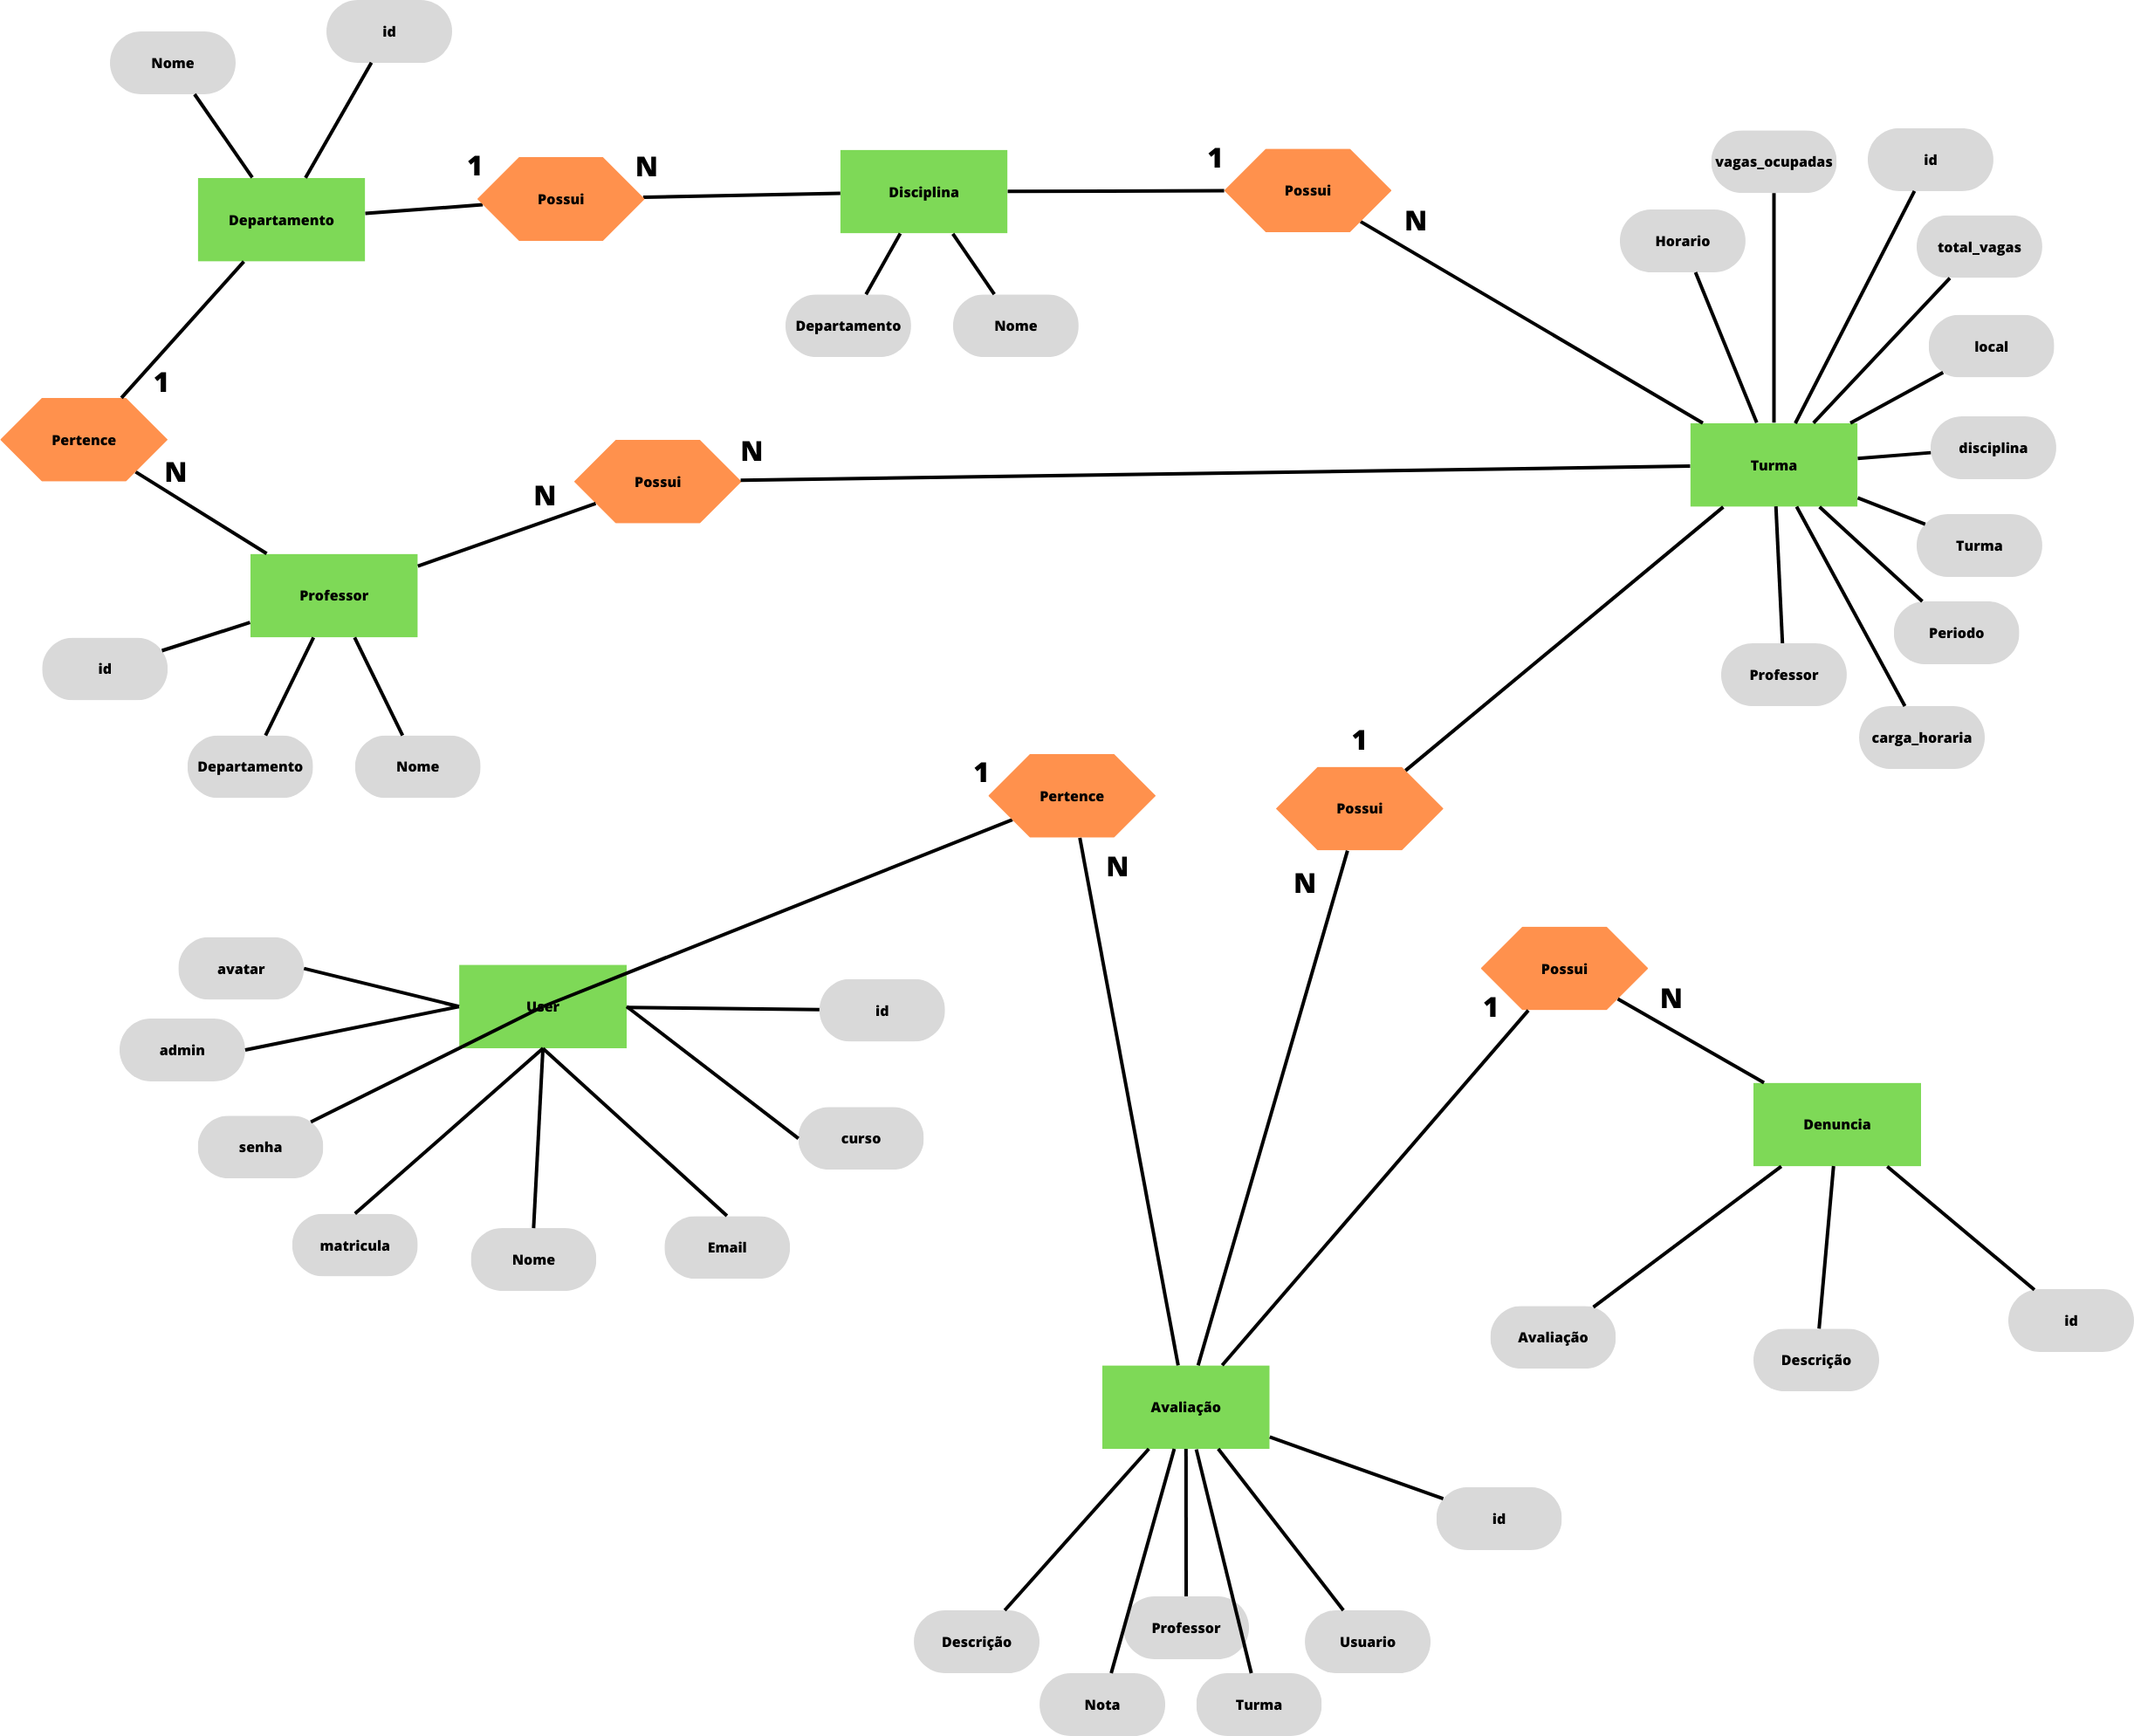 id
Nome
vagas_ocupadas
id
1
N
1
Possui
Disciplina
Possui
Departamento
N
Horario
total_vagas
Departamento
Nome
local
1
Pertence
N
N
N
Possui
Turma
disciplina
Turma
Professor
Periodo
id
Professor
carga_horaria
Departamento
Nome
1
1
Pertence
Possui
N
N
avatar
Possui
User
id
1
N
admin
senha
curso
Denuncia
matricula
Nome
Email
Avaliação
Descrição
id
Avaliação
id
Descrição
Professor
Usuario
Nota
Turma